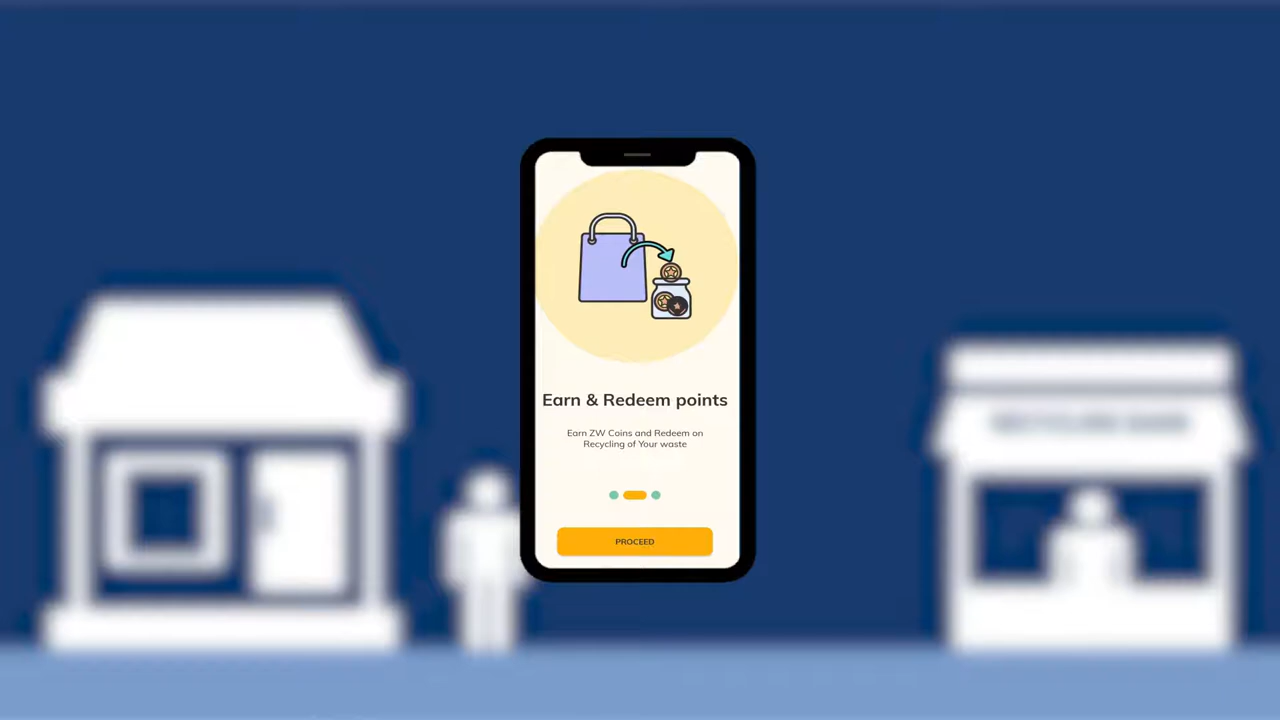 Earn & Redeem points
Earn ZW Coins and Redeem on
Recycling of Your waste
PROCEED